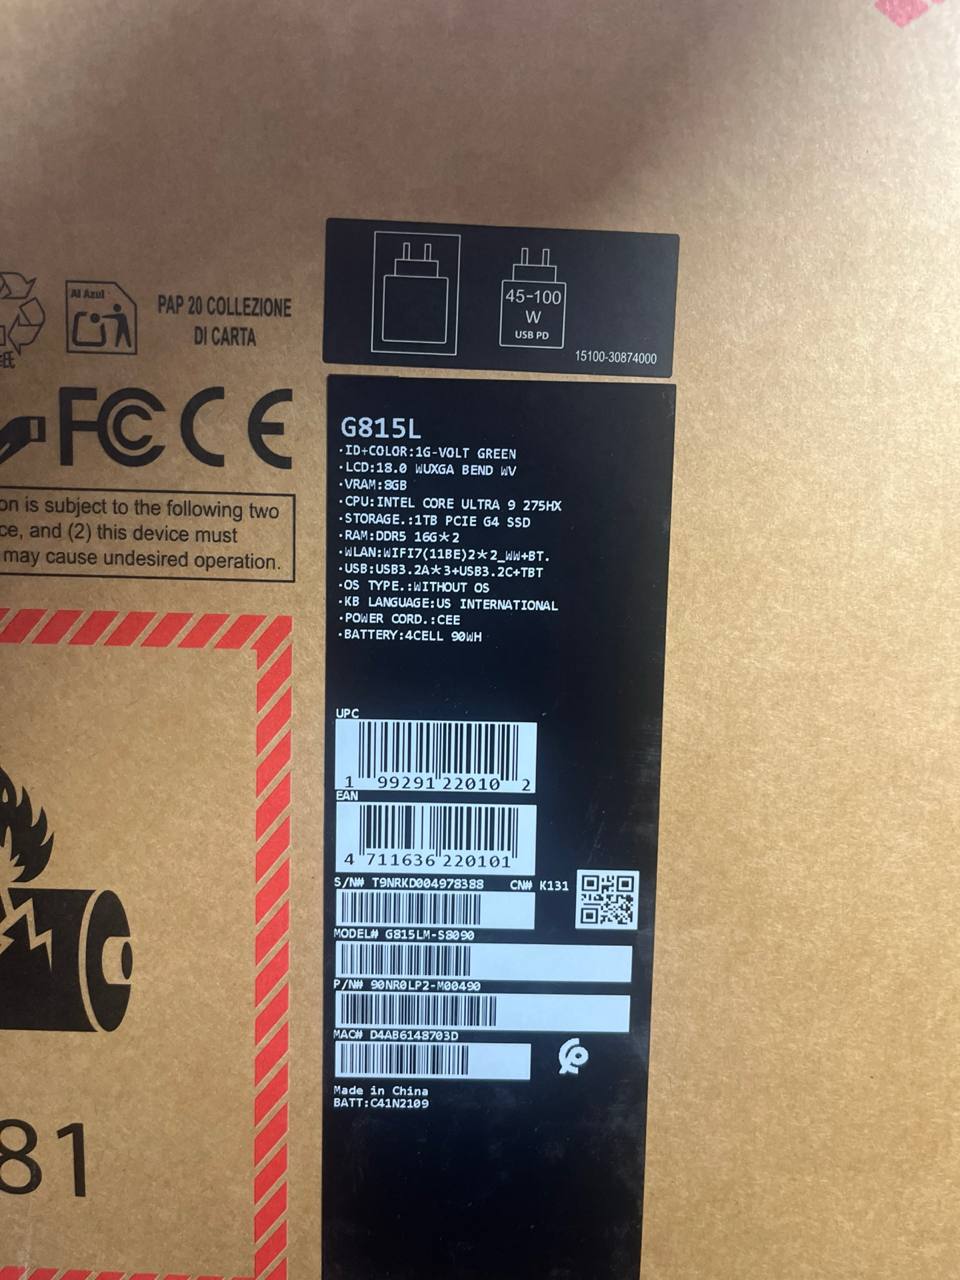 45-100
W
USB PD
15100-30874000
Al Azul
PAP 20 COLLEZIONE
DI CARTA
FC CE
on is subject to the following two
ce, and (2) this device must
may cause undesired operation.
81
G815L
·ID+COLOR:1G-VOLT GREEN
·LCD:18.0 WUXGA BEND WV
·VRAM:8GB
·CPU:INTEL CORE ULTRA 9 275HX
·STORAGE.:1TB PCIE G4 SSD
·RAM:DDR5 16G*2
·WLAN:WIFI7(11BE)2*2_WW+BT.
·USB:USB3.2A*3+USB3.2C+TBT
·OS TYPE.:WITHOUT OS
·KB LANGUAGE:US INTERNATIONAL
·POWER CORD.:CEE
·BATTERY:4CELL 90WH
UPC
1 99291 22010 2
EAN
4 711636 220101
S/N# T9NRKD004978388 CN# K131
MODEL# G815LM-S8090
P/N# 90NR0LP2-M00490
MAC# D4AB6148703D
Made in China
BATT:C41N2109